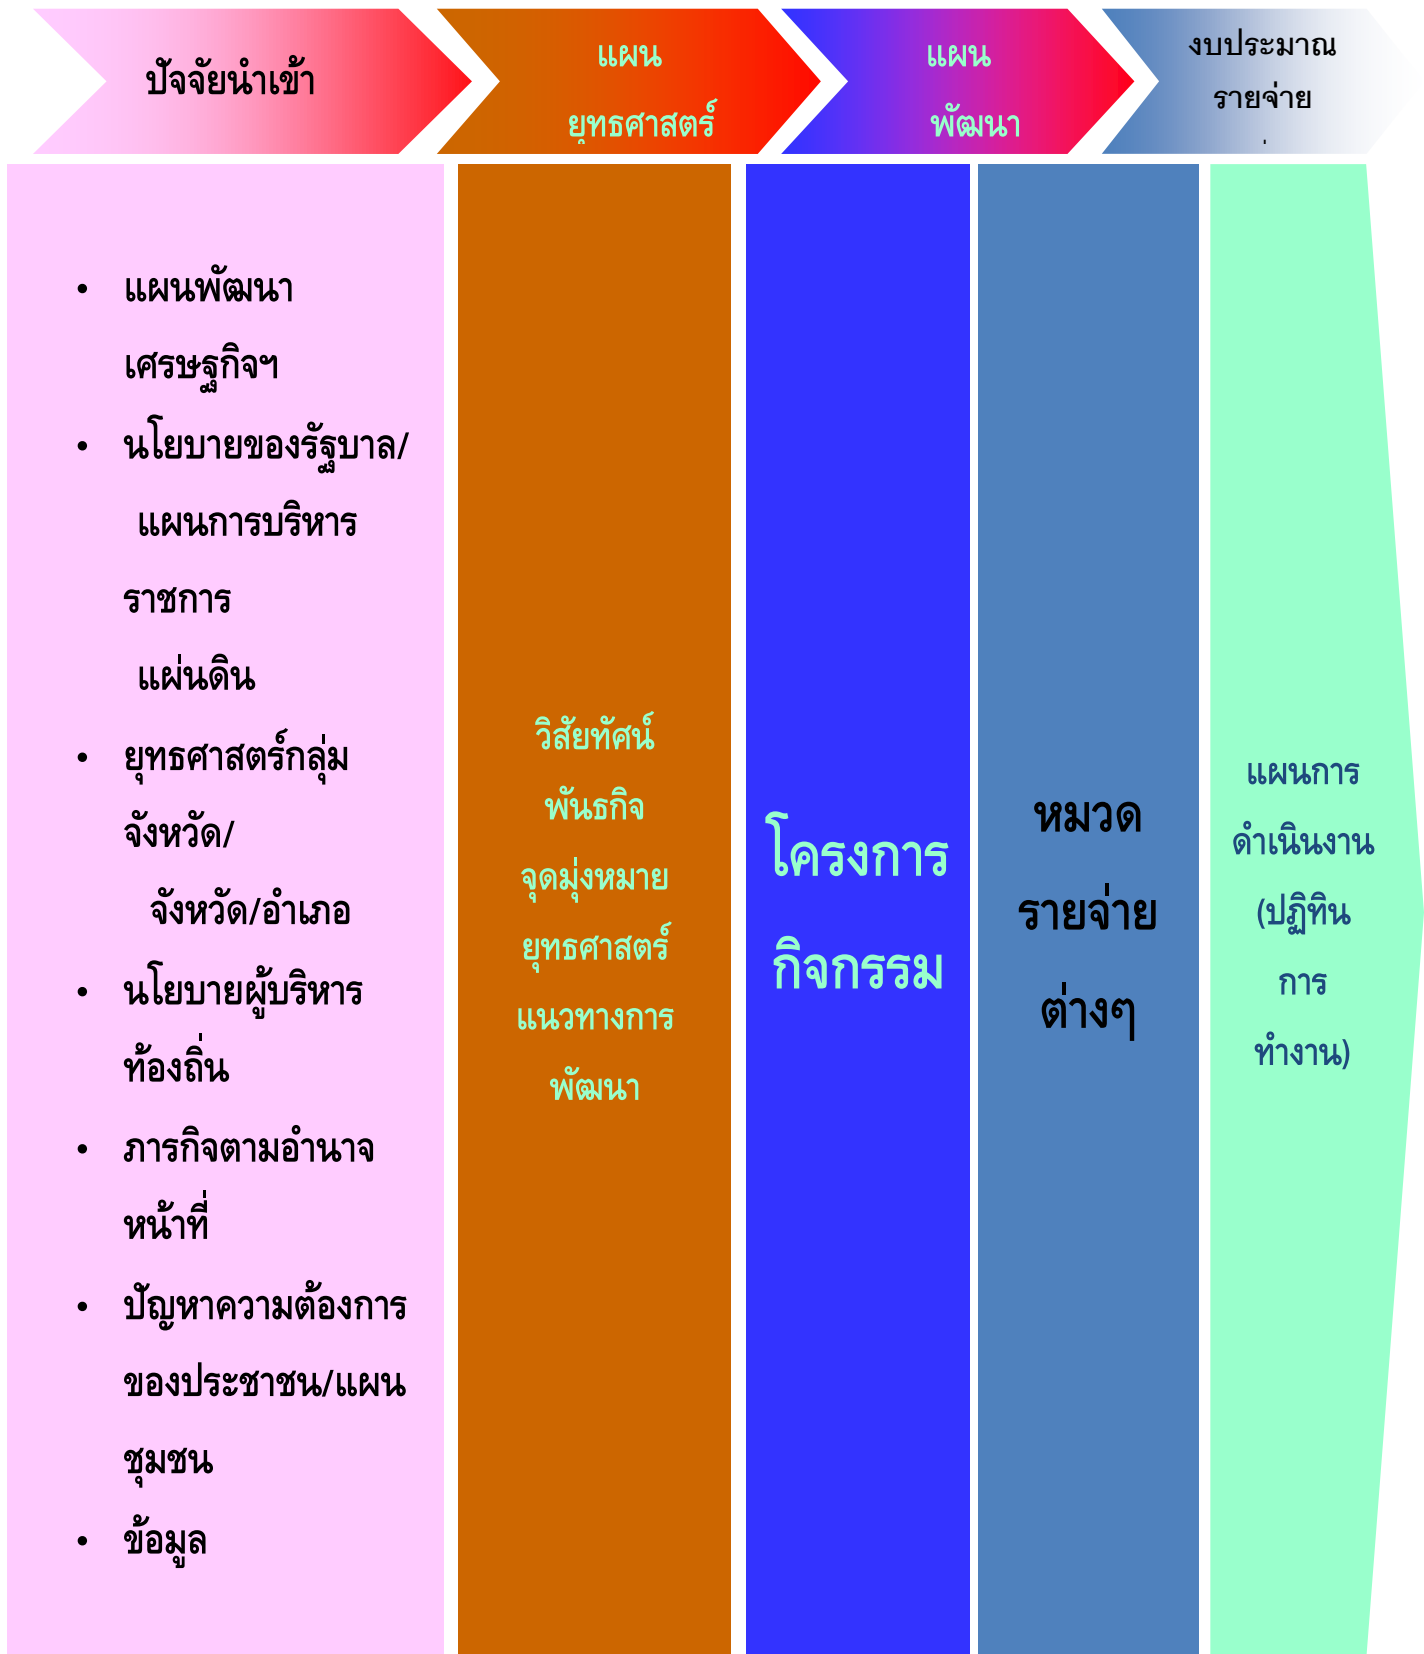 ปัจจัยนำเข้า
แผน
ยุทธศาสตร์
แผน
พัฒนา
งบประมาณ
รายจ่าย
• แผนพัฒนา
เศรษฐกิจฯ
• นโยบายของรัฐบาล/
แผนการบริหาร
ราชการ
แผ่นดิน
• ยุทธศาสตร์กลุ่ม
จังหวัด/
จังหวัด/อำเภอ
• นโยบายผู้บริหาร
ท้องถิ่น
• ภารกิจตามอำนาจ
หน้าที่
• ปัญหาความต้องการ
ของประชาชน/แผน
ชุมชน
• ข้อมูล
วิสัยทัศน์
พันธกิจ
จุดมุ่งหมาย
ยุทธศาสตร์
แนวทางการ
พัฒนา
โครงการ
กิจกรรม
หมวด
รายจ่าย
ต่างๆ
แผนการ
ดำเนินงาน
(ปฏิทิน
การ
ทำงาน)